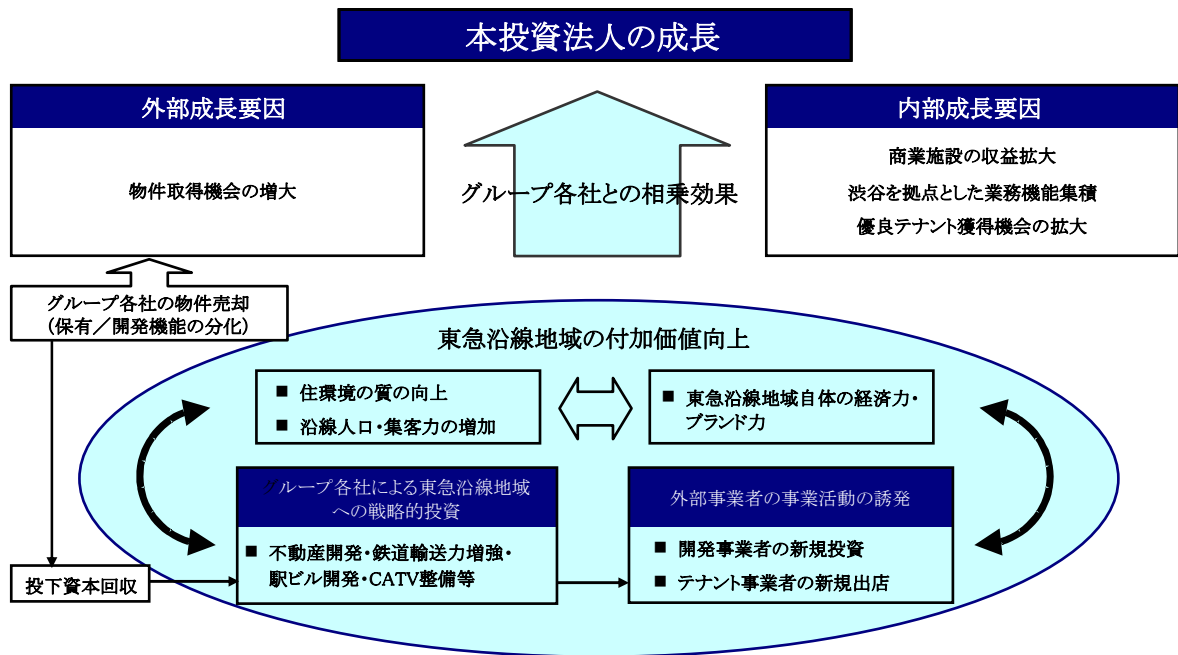 本投資法人の成長
外部成長要因
物件取得機会の増大
グループ各社との相乗効果
内部成長要因
商業施設の収益拡大
渋谷を拠点とした業務機能集積
優良テナント獲得機会の拡大
グループ各社の物件売却
(保有／開発機能の分化)
東急沿線地域の付加価値向上
■ 住環境の質の向上
■ 沿線人口・集客力の増加
■ 東急沿線地域自体の経済力・
ブランド力
グループ各社による東急沿線地域
への戦略的投資
■ 不動産開発・鉄道輸送力増強・
駅ビル開発・CATV整備等
外部事業者の事業活動の誘発
■ 開発事業者の新規投資
■ テナント事業者の新規出店
投下資本回収